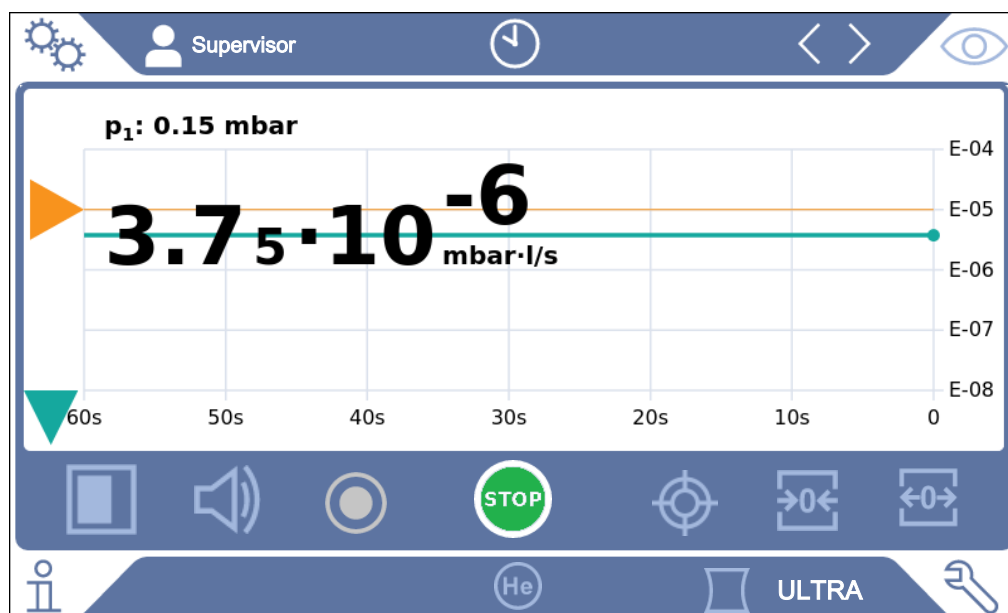 Supervisor
p₁: 0.15 mbar
E-04
3.75·10⁻⁶ mbar·l/s
E-05
E-06
E-07
E-08
60s 50s 40s 30s 20s 10s 0
STOP
→0← ←0→
He
ULTRA